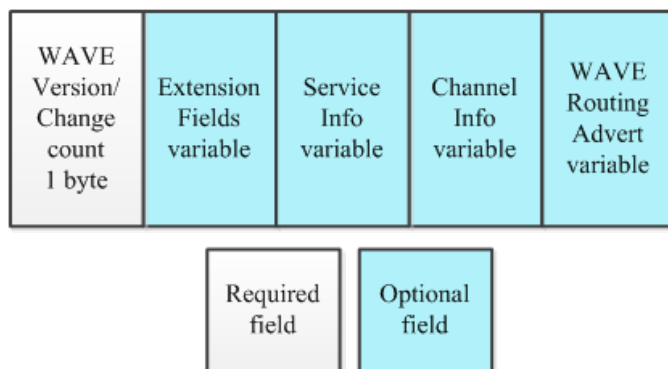 WAVE
Version/
Change
count
1 byte
Extension
Fields
variable
Service
Info
variable
Channel
Info
variable
WAVE
Routing
Advert
variable
Required
field
Optional
field